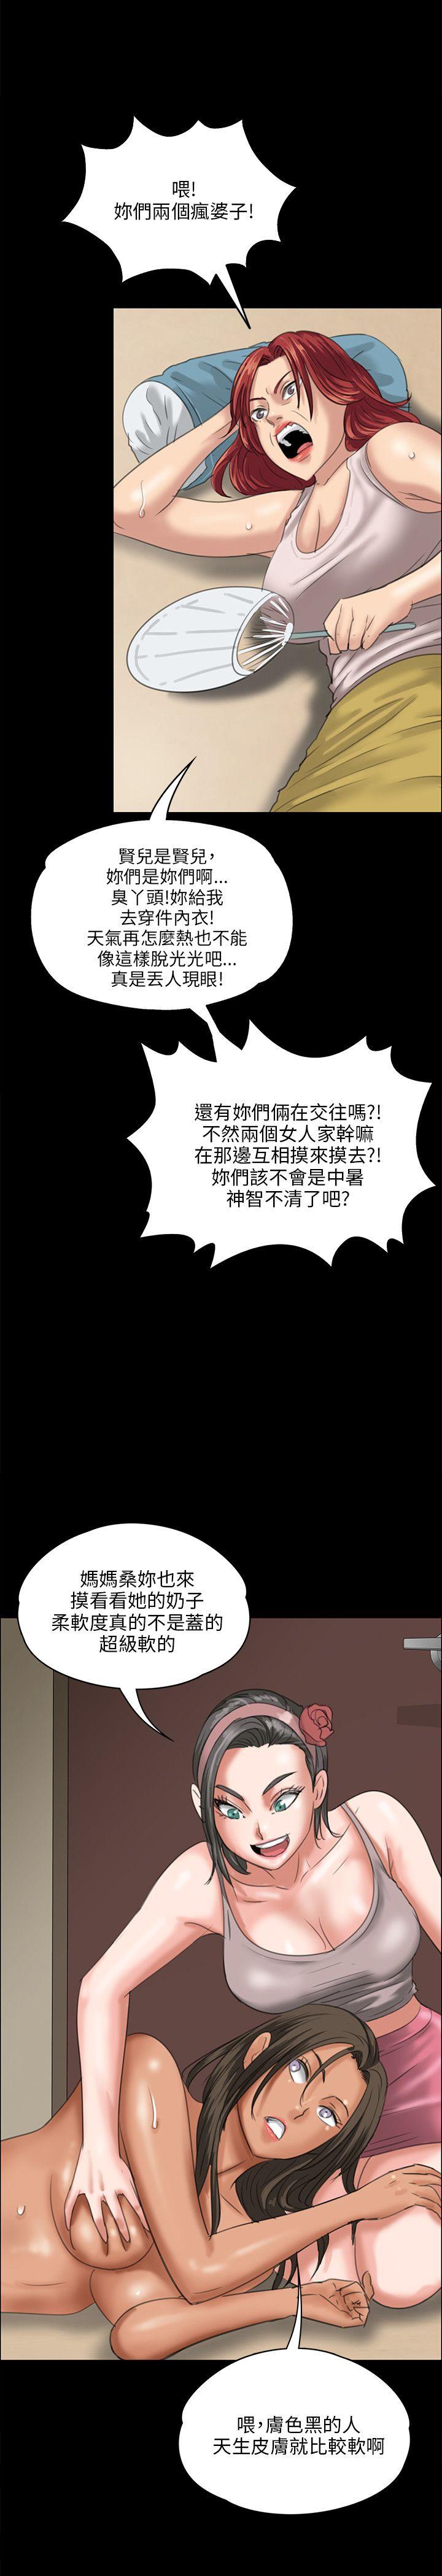 喂!
妳們兩個瘋婆子!
賢兒是賢兒,
妳們是妳們啊...
臭丫頭!妳給我
去穿件內衣!
天氣再怎麼熱也不能
像這樣脫光光吧...
真是丟人現眼!
還有妳們倆在交往嗎?!
不然兩個女人家幹嘛
在那邊互相摸來摸去?!
妳們該不會是中暑
神智不清了吧?
媽媽桑妳也來
摸看看她的奶子
柔軟度真的不是蓋的
超級軟的
喂,膚色黑的人
天生皮膚就比較軟啊